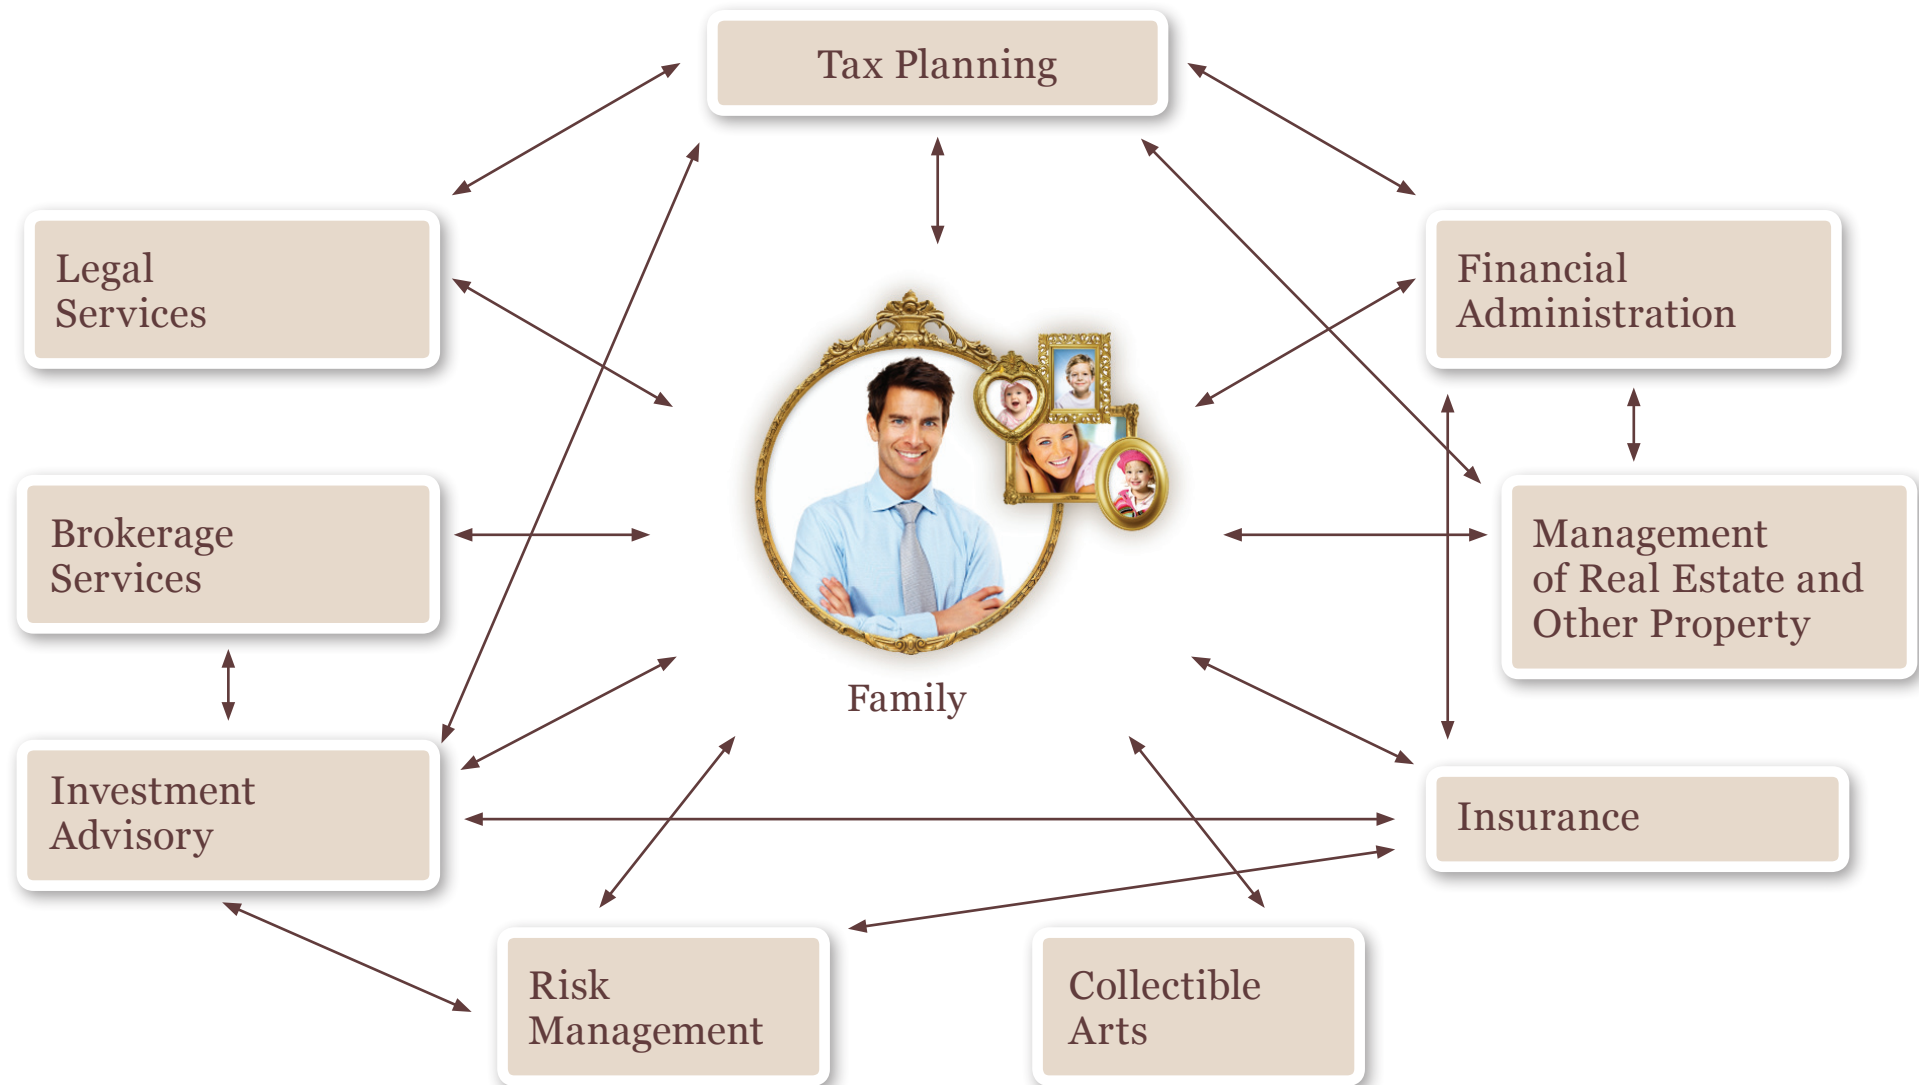 Tax Planning
Legal
Services
Financial
Administration
Brokerage
Services
Management
of Real Estate and
Other Property
Family
Investment
Advisory
Insurance
Risk
Management
Collectible
Arts